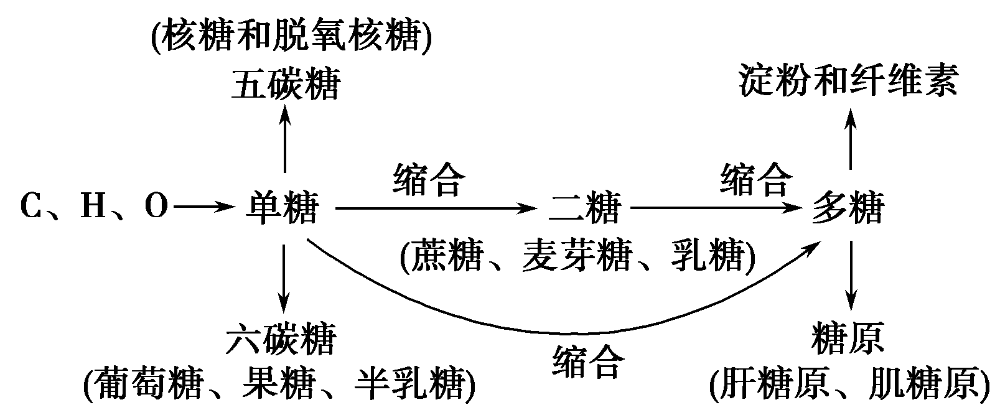 (核糖和脱氧核糖)
五碳糖
淀粉和纤维素
缩合
缩合
C、H、O
单糖
二糖
多糖
(蔗糖、麦芽糖、乳糖)
六碳糖
(葡萄糖、果糖、半乳糖)
缩合
糖原
(肝糖原、肌糖原)